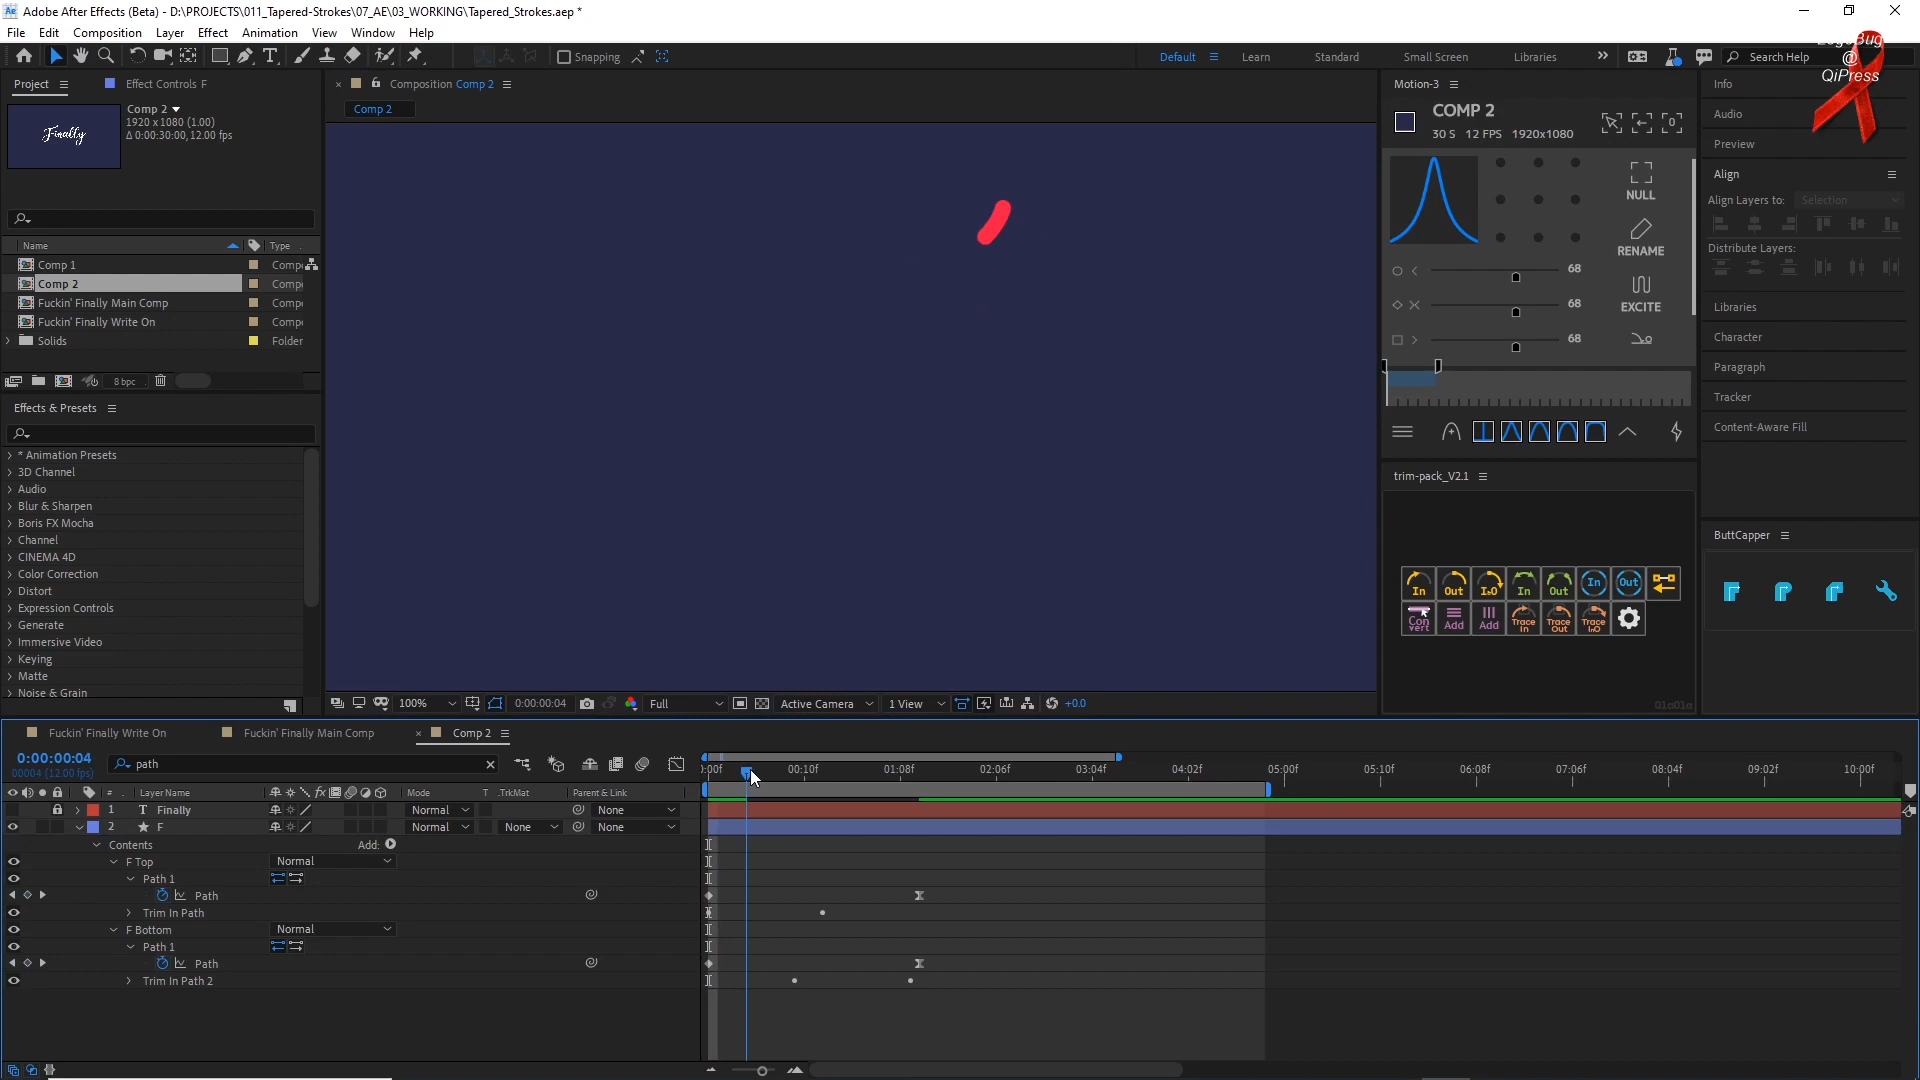 Adobe After Effects (Beta) - D:\PROJECTS\011_Tapered-Strokes\07_AE\03_WORKING\Tapered_Strokes.aep *
File Edit Composition Layer Effect Animation View Window Help
Snapping
Default Learn Standard Small Screen Libraries Search Help
LogoBug
@
QiPress
Project Effect Controls F
Comp 2
1920 x 1080 (1.00)
Δ 0:00:30:00, 12.00 fps
Finally
Name Type
Comp 1
Comp 2
Fuckin' Finally Main Comp
Fuckin' Finally Write On
Solids Folder
8 bpc
Effects & Presets
* Animation Presets
3D Channel
Audio
Blur & Sharpen
Boris FX Mocha
Channel
CINEMA 4D
Color Correction
Distort
Expression Controls
Generate
Immersive Video
Keying
Matte
Noise & Grain
Composition Comp 2
Comp 2
100% 0:00:00:04 Full Active Camera 1 View +0.0
Motion-3
COMP 2
30 S 12 FPS 1920x1080
NULL
RENAME
EXCITE
68
68
68
trim-pack_V2.1
In Out I&O In Out In Out
Con vert Add Add Trace In Trace Out Trace InO
01a01a
Info
Audio
Preview
Align
Align Layers to: Selection
Distribute Layers:
Libraries
Character
Paragraph
Tracker
Content-Aware Fill
ButtCapper
Fuckin' Finally Write On Fuckin' Finally Main Comp Comp 2
0:00:00:04
00004 (12.00 fps)
path
:00f 00:10f 01:08f 02:06f 03:04f 04:02f 05:00f 05:10f 06:08f 07:06f 08:04f 09:02f 10:00f
# Layer Name Mode T .TrkMat Parent & Link
1 T Finally Normal None
2 F Normal None None
Contents Add:
F Top Normal
Path 1
Path
Trim In Path
F Bottom Normal
Path 1
Path
Trim In Path 2